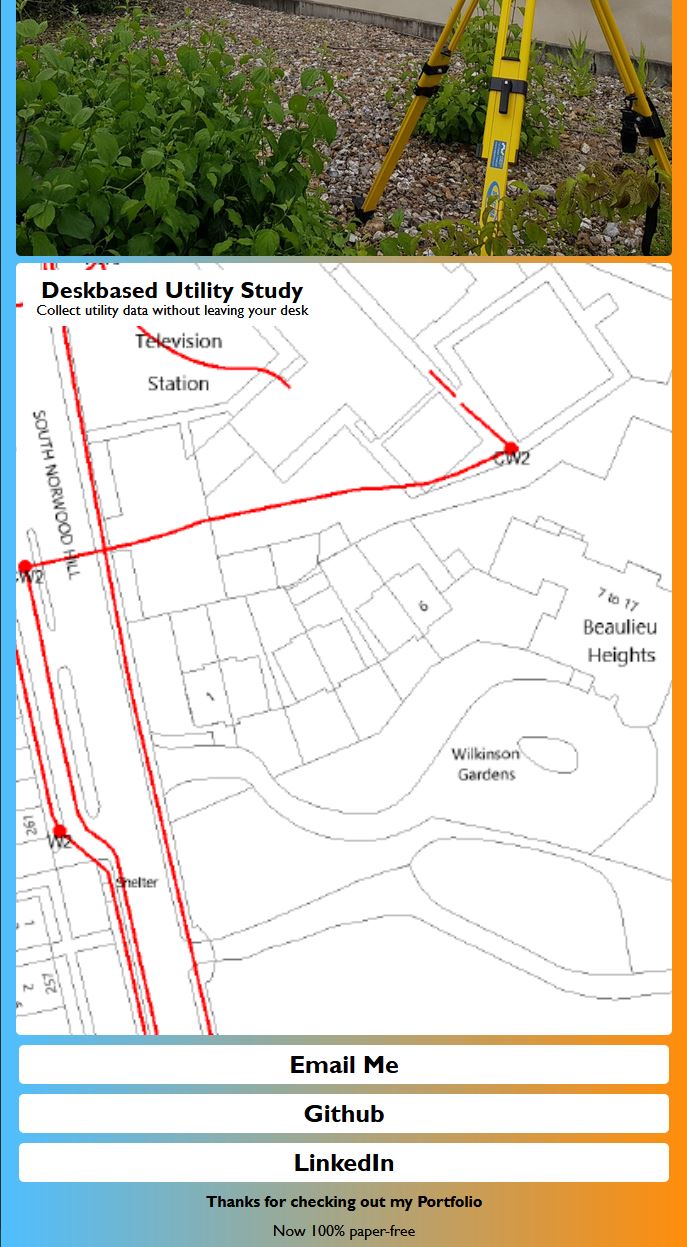 Deskbased Utility Study
Collect utility data without leaving your desk
Television
Station
SOUTH NORWOOD HILL
CW2
CW2
6
7 to 17
Beaulieu
Heights
1
Wilkinson
Gardens
267
W2
Shelter
1
257
2
Email Me
Github
LinkedIn
Thanks for checking out my Portfolio
Now 100% paper-free